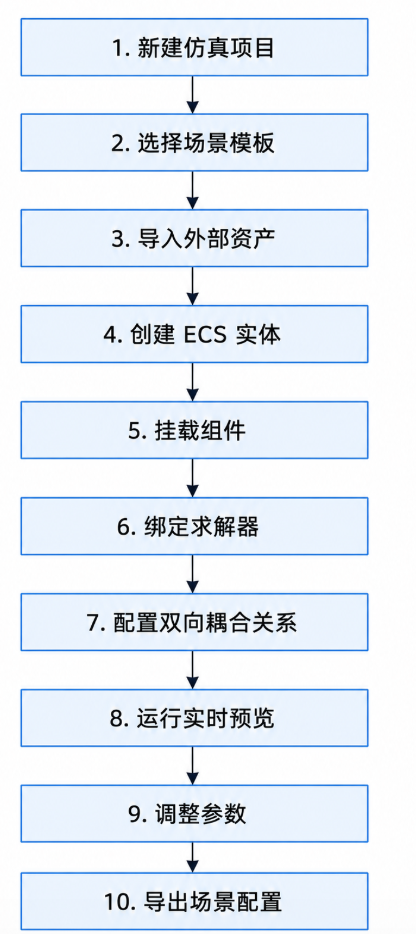 1. 新建仿真项目
2. 选择场景模板
3. 导入外部资产
4. 创建 ECS 实体
5. 挂载组件
6. 绑定求解器
7. 配置双向耦合关系
8. 运行实时预览
9. 调整参数
10. 导出场景配置